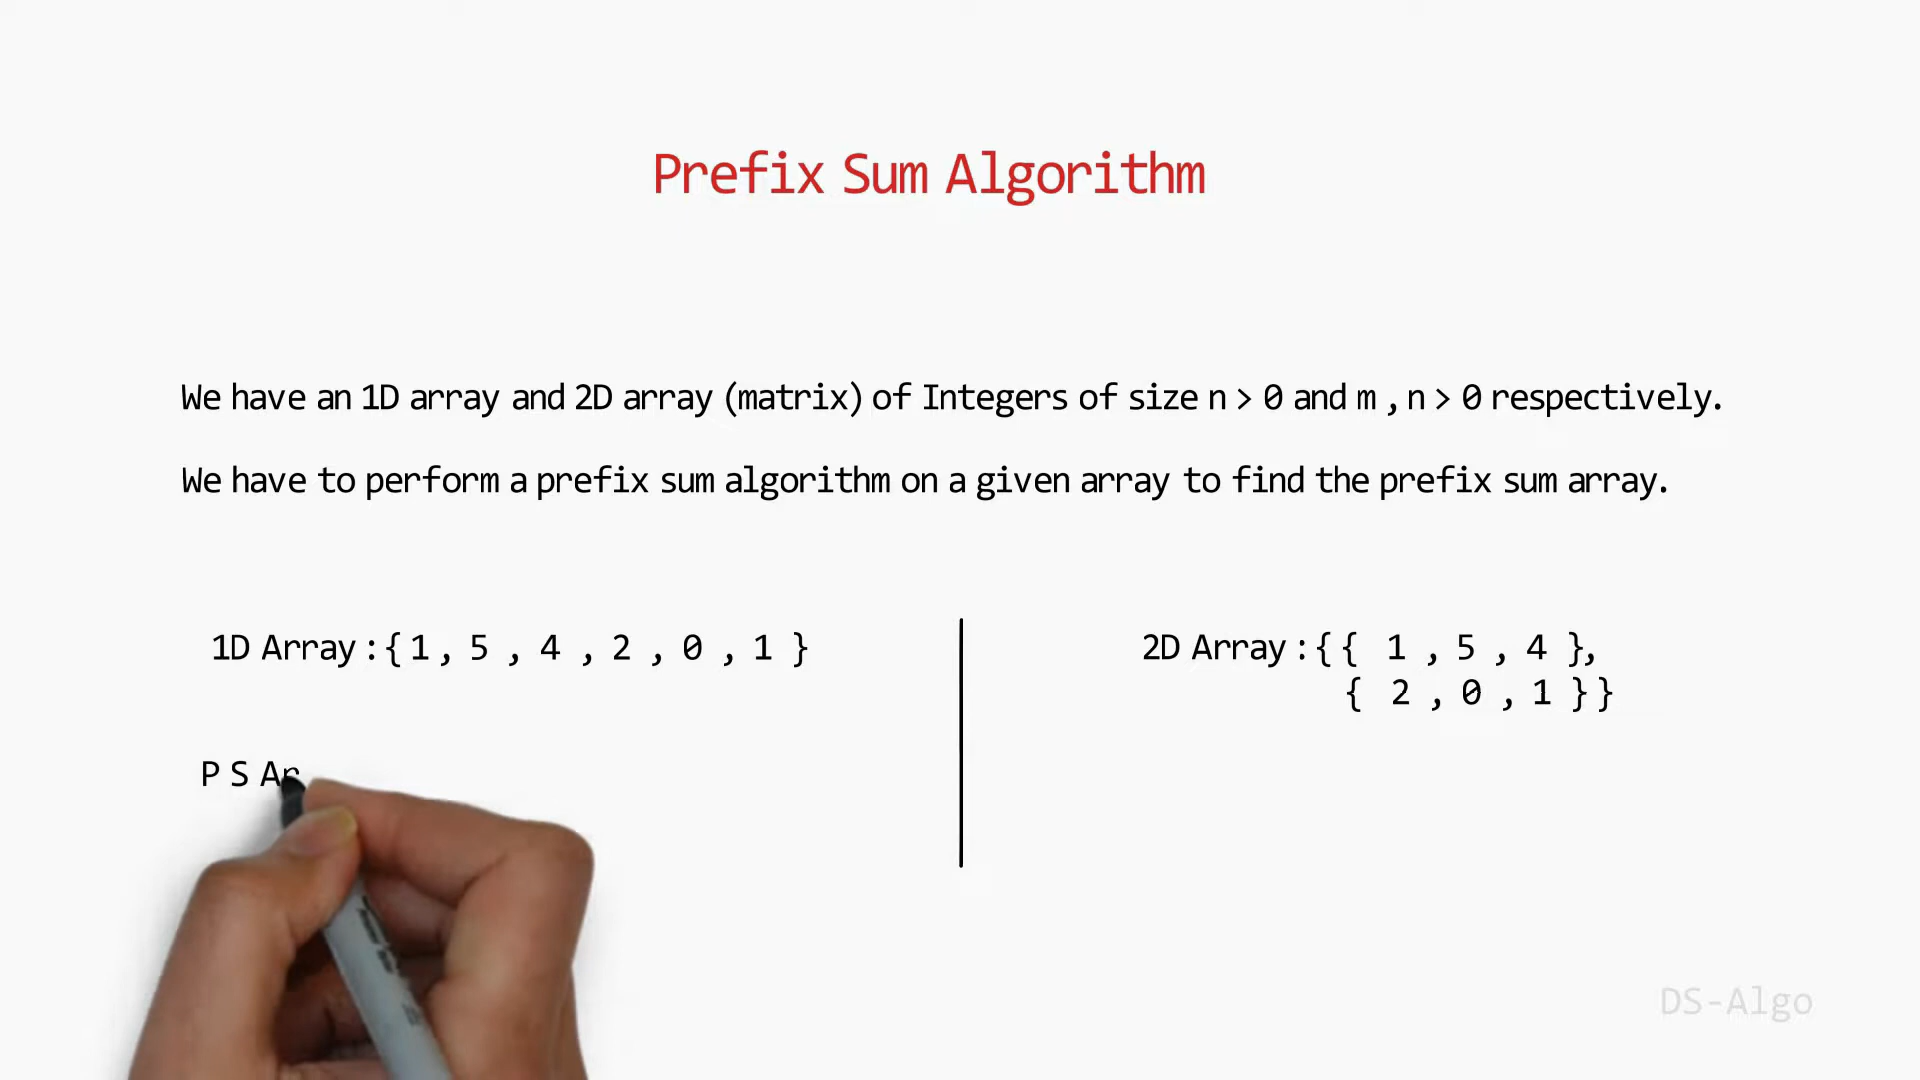 Prefix Sum Algorithm
We have an 1D array and 2D array (matrix) of Integers of size n > 0 and m , n > 0 respectively.
We have to perform a prefix sum algorithm on a given array to find the prefix sum array.
1D Array : { 1 , 5 , 4 , 2 , 0 , 1 }
2D Array : { { 1 , 5 , 4 },
{ 2 , 0 , 1 } }
P S Ar
DS-Algo